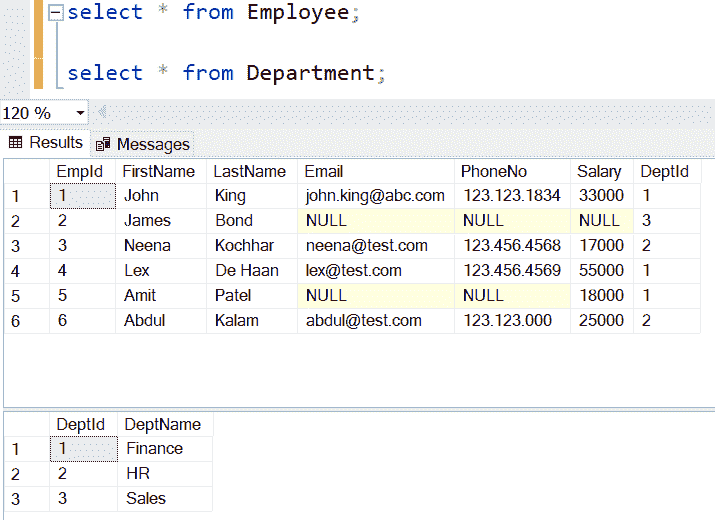 select * from Employee;
select * from Department;
120 %
Results Messages
EmpId FirstName LastName Email PhoneNo Salary DeptId
1 1 John King john.king@abc.com 123.123.1834 33000 1
2 2 James Bond NULL NULL NULL 3
3 3 Neena Kochhar neena@test.com 123.456.4568 17000 2
4 4 Lex De Haan lex@test.com 123.456.4569 55000 1
5 5 Amit Patel NULL NULL 18000 1
6 6 Abdul Kalam abdul@test.com 123.123.000 25000 2
DeptId DeptName
1 1 Finance
2 2 HR
3 3 Sales